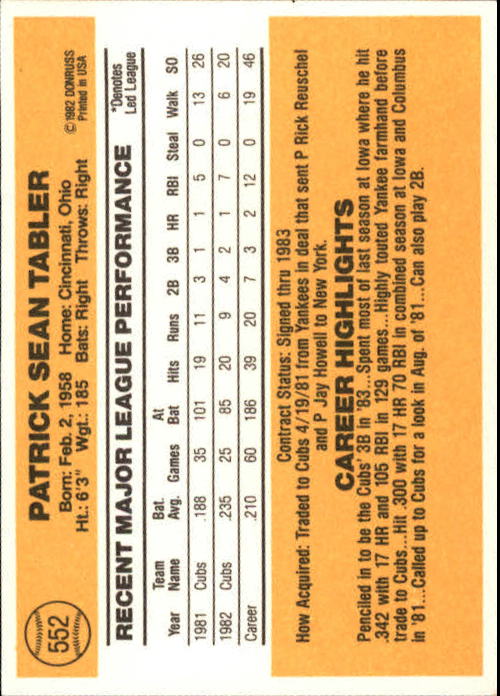 552
PATRICK SEAN TABLER
Born: Feb. 2, 1958 Home: Cincinnati, Ohio
Ht.: 6'3" Wgt.: 185 Bats: Right Throws: Right
© 1982 DONRUSS
Printed in USA
RECENT MAJOR LEAGUE PERFORMANCE
*Denotes
Led League
Year Team Name Bat. Avg. Games At Bat Hits Runs 2B 3B HR RBI Steal Walk SO
1981 Cubs .188 35 101 19 11 3 1 1 5 0 13 26
1982 Cubs .235 25 85 20 9 4 2 1 7 0 6 20
Career .210 60 186 39 20 7 3 2 12 0 19 46
Contract Status: Signed thru 1983
How Acquired: Traded to Cubs 4/19/81 from Yankees in deal that sent P Rick Reuschel
and P Jay Howell to New York.
CAREER HIGHLIGHTS
Penciled in to be the Cubs' 3B in '83...Spent most of last season at Iowa where he hit
.342 with 17 HR and 105 RBI in 129 games...Highly touted Yankee farmhand before
trade to Cubs...Hit .300 with 17 HR 70 RBI in combined season at Iowa and Columbus
in '81...Called up to Cubs for a look in Aug. of '81...Can also play 2B.